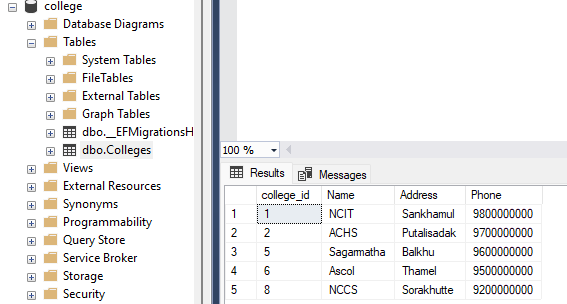 college
Database Diagrams
Tables
System Tables
FileTables
External Tables
Graph Tables
dbo.__EFMigrationsH
dbo.Colleges
Views
External Resources
Synonyms
Programmability
Query Store
Service Broker
Storage
Security
100 %
Results Messages
college_id Name Address Phone
1 1 NCIT Sankhamul 9800000000
2 2 ACHS Putalisadak 9700000000
3 5 Sagarmatha Balkhu 9600000000
4 6 Ascol Thamel 9500000000
5 8 NCCS Sorakhutte 9200000000